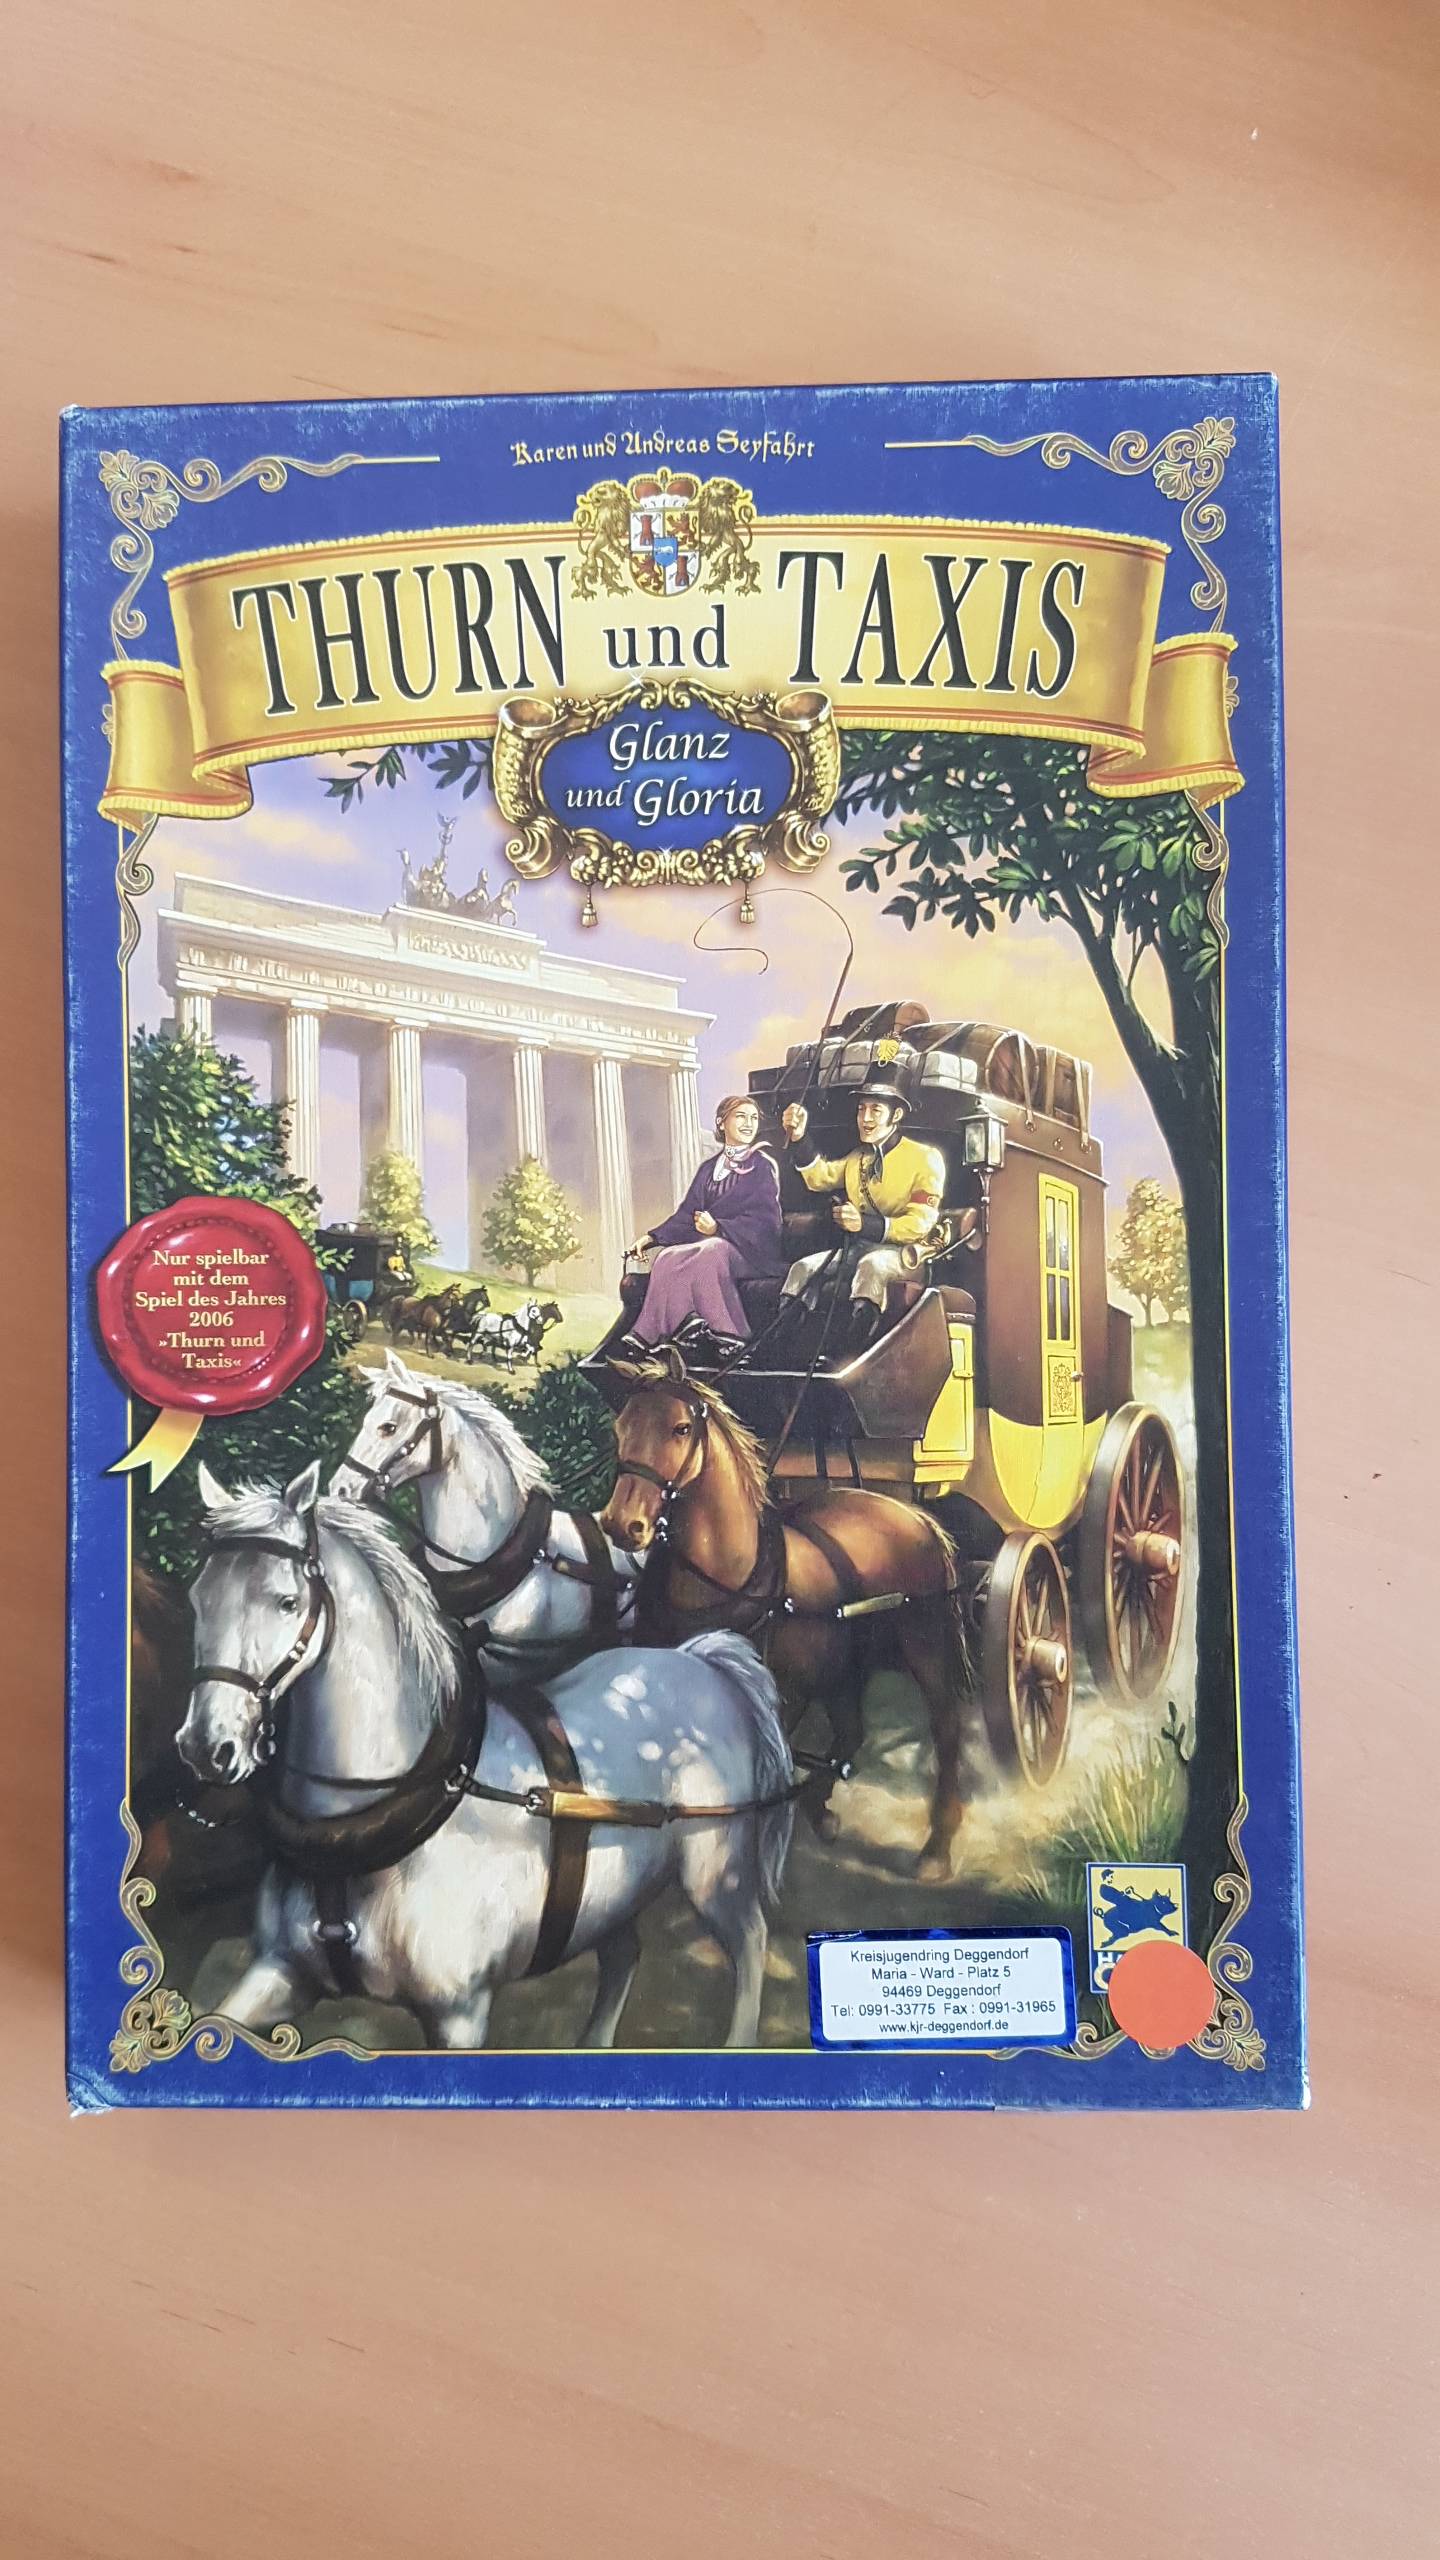 Karen und Andreas Seyfahrt
THURN und TAXIS
Glanz
und Gloria
Nur spielbar
mit dem
Spiel des Jahres
2006
»Thurn und
Taxis«
Kreisjugendring Deggendorf
Maria - Ward - Platz 5
94469 Deggendorf
Tel: 0991-33775 Fax : 0991-31965
www.kjr-deggendorf.de